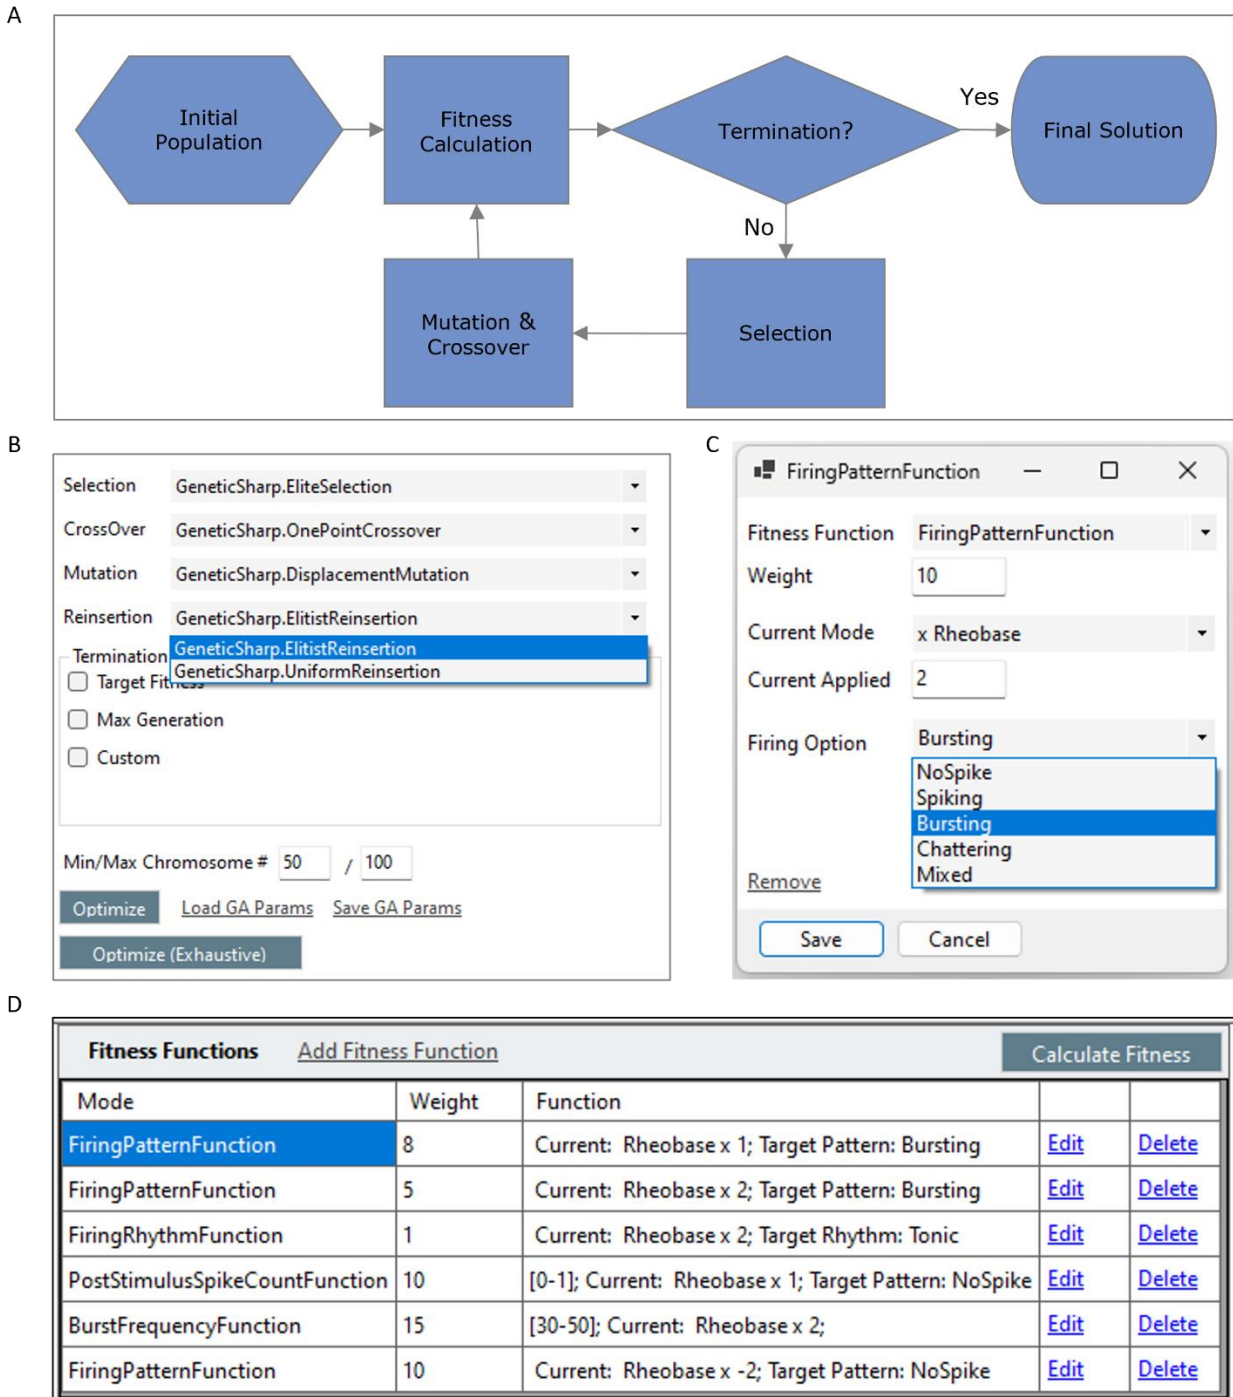 A
Initial
Population
Fitness
Calculation
Termination?
Yes
Final Solution
No
Mutation &
Crossover
Selection
B
Selection GeneticSharp.EliteSelection
CrossOver GeneticSharp.OnePointCrossover
Mutation GeneticSharp.DisplacementMutation
Reinsertion GeneticSharp.ElitistReinsertion
GeneticSharp.ElitistReinsertion
GeneticSharp.UniformReinsertion
Termination
Target Fitness
Max Generation
Custom
Min/Max Chromosome # 50 / 100
Optimize Load GA Params Save GA Params
Optimize (Exhaustive)
C
FiringPatternFunction
Fitness Function FiringPatternFunction
Weight 10
Current Mode x Rheobase
Current Applied 2
Firing Option Bursting
NoSpike
Spiking
Bursting
Chattering
Mixed
Remove
Save Cancel
D
Fitness Functions Add Fitness Function Calculate Fitness
Mode Weight Function
FiringPatternFunction 8 Current: Rheobase x 1; Target Pattern: Bursting Edit Delete
FiringPatternFunction 5 Current: Rheobase x 2; Target Pattern: Bursting Edit Delete
FiringRhythmFunction 1 Current: Rheobase x 2; Target Rhythm: Tonic Edit Delete
PostStimulusSpikeCountFunction 10 [0-1]; Current: Rheobase x 1; Target Pattern: NoSpike Edit Delete
BurstFrequencyFunction 15 [30-50]; Current: Rheobase x 2; Edit Delete
FiringPatternFunction 10 Current: Rheobase x -2; Target Pattern: NoSpike Edit Delete